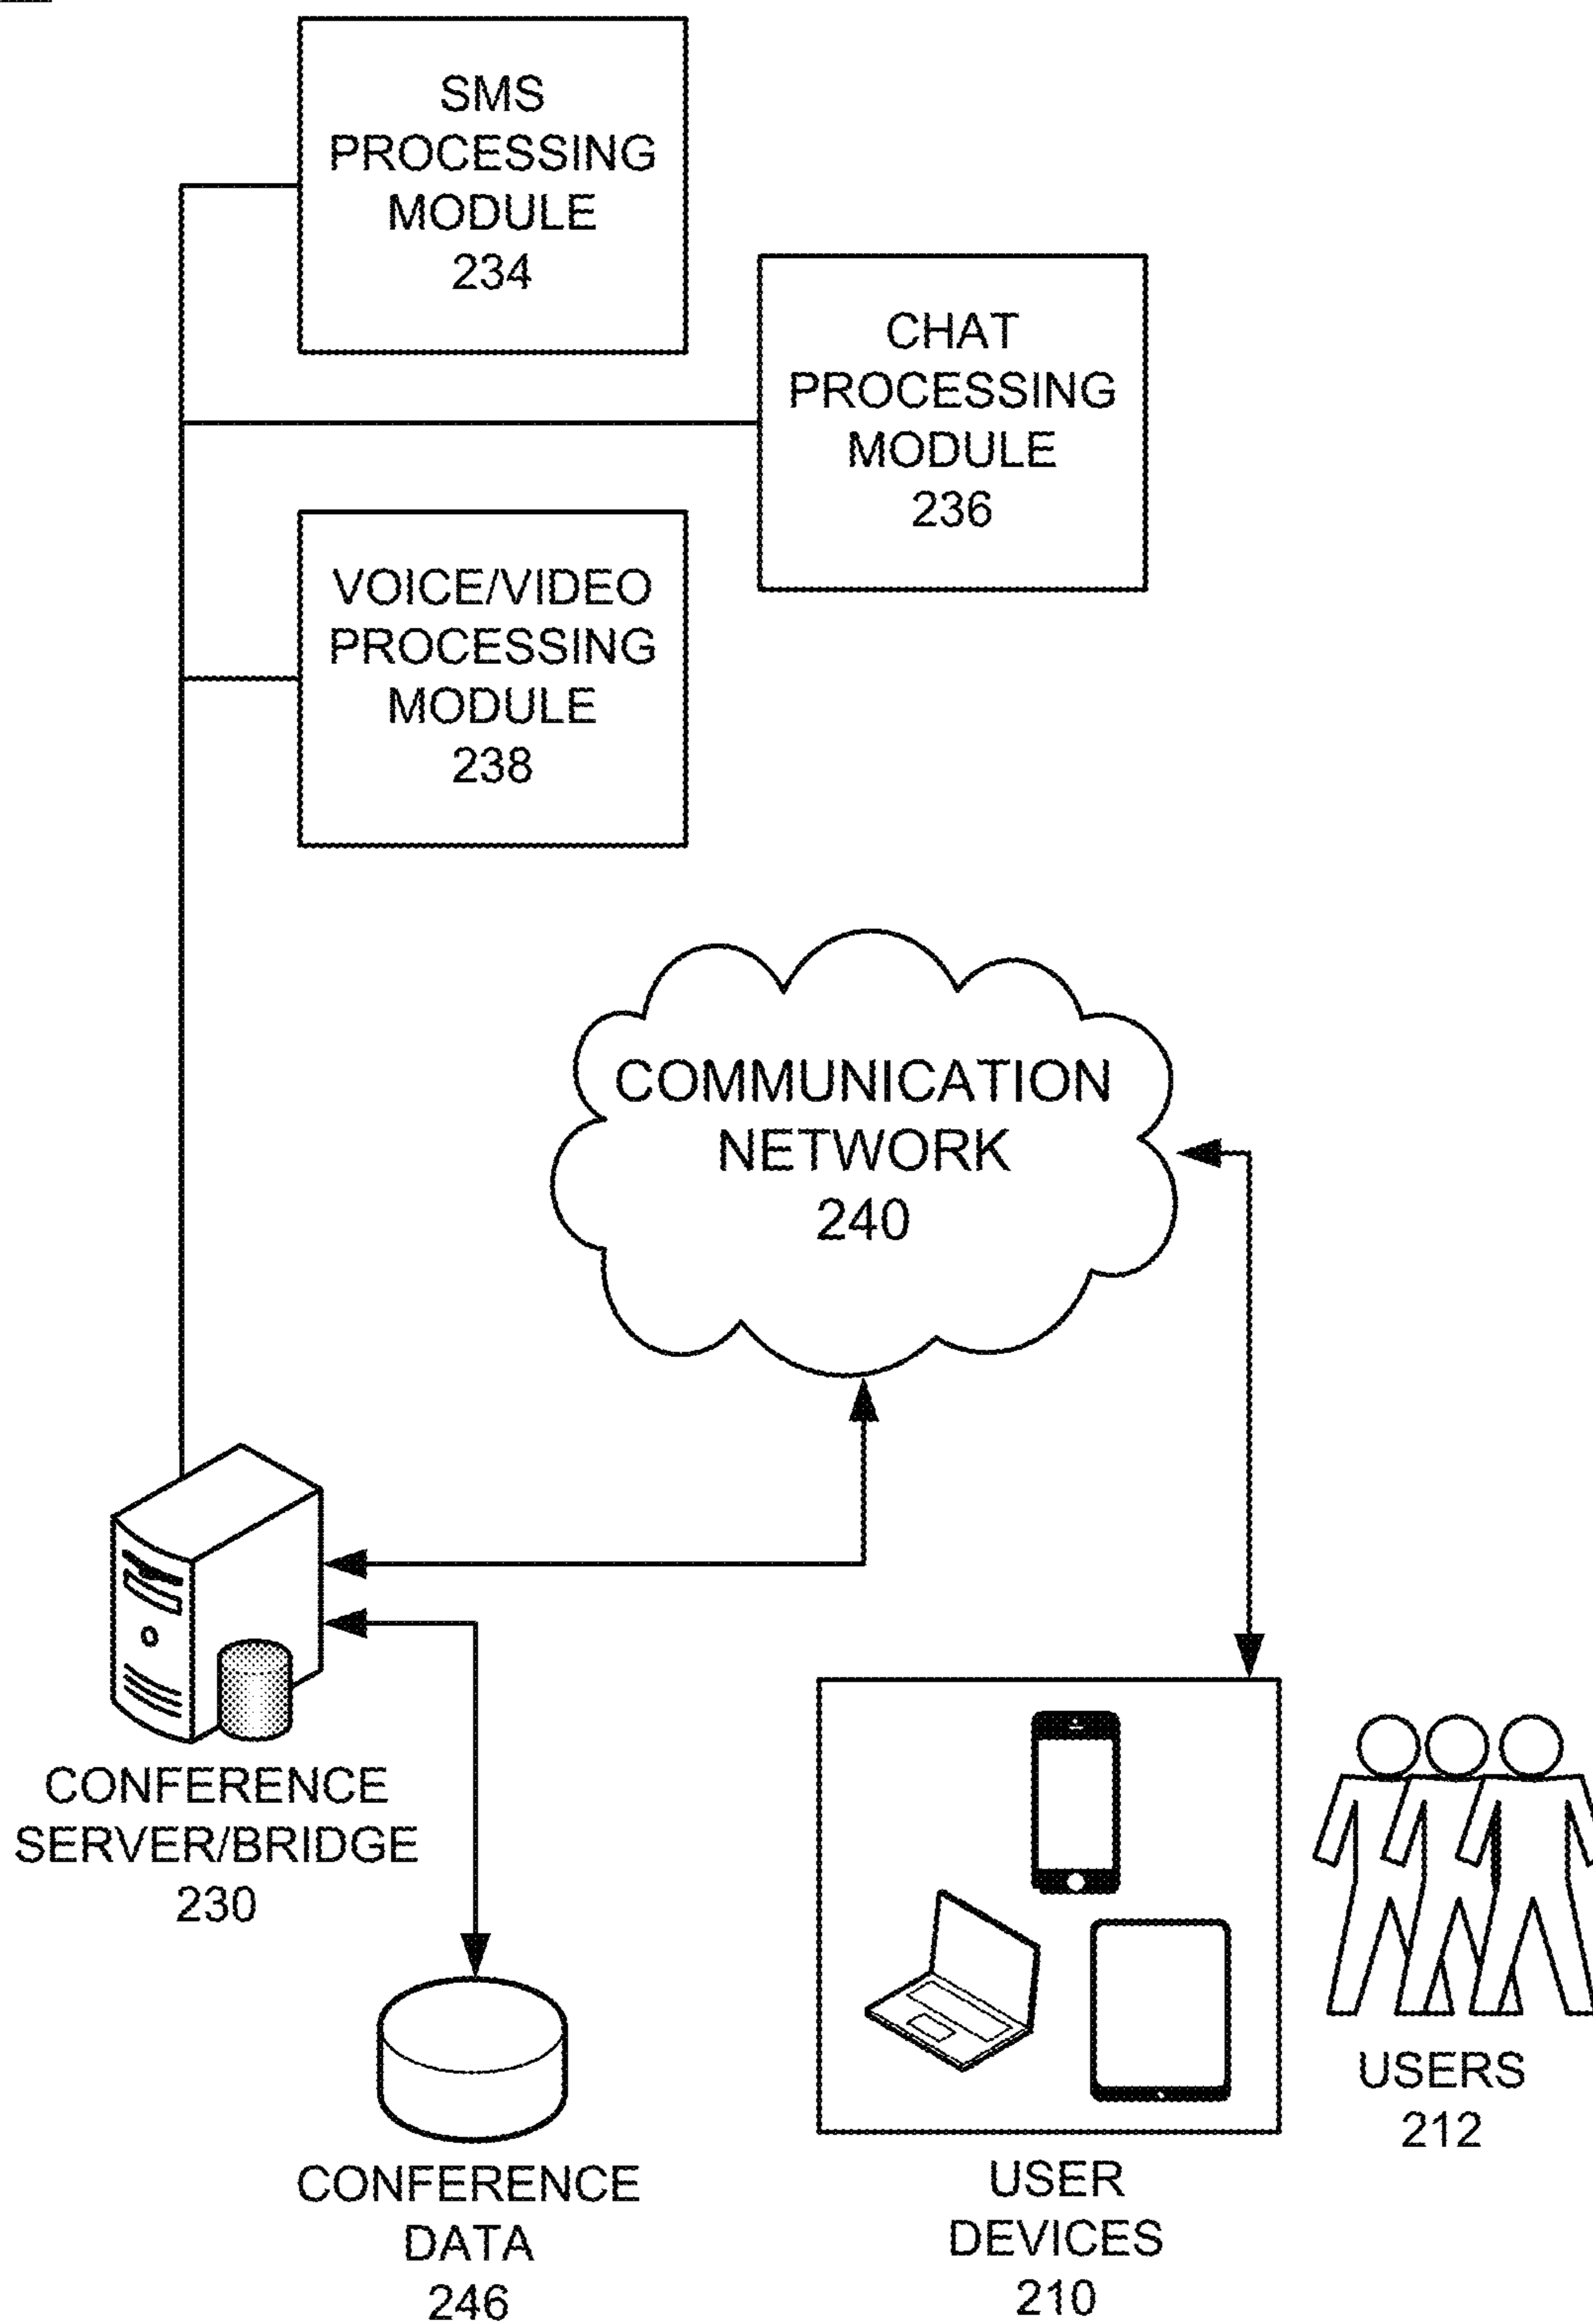 SMS
PROCESSING
MODULE
234
CHAT
PROCESSING
MODULE
236
VOICE/VIDEO
PROCESSING
MODULE
238
COMMUNICATION
NETWORK
240
CONFERENCE
SERVER/BRIDGE
230
USERS
212
CONFERENCE
DATA
246
USER
DEVICES
210